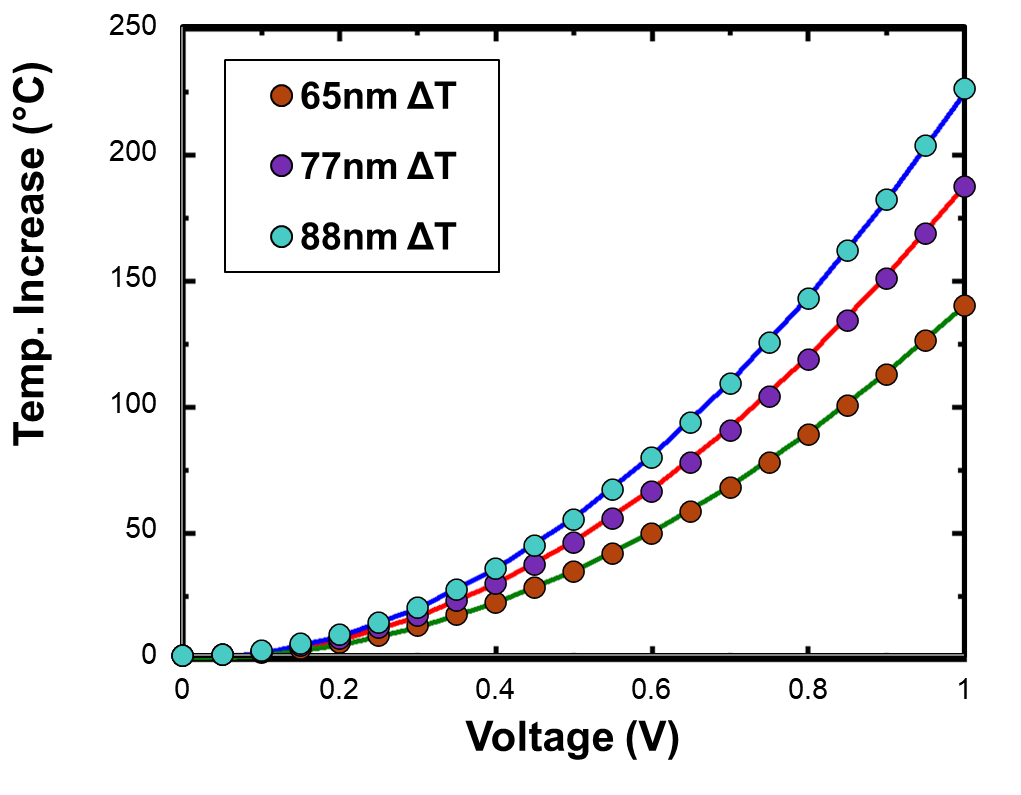 250
200
150
100
50
0
Temp. Increase (°C)
65nm ΔT
77nm ΔT
88nm ΔT
0 0.2 0.4 0.6 0.8 1
Voltage (V)